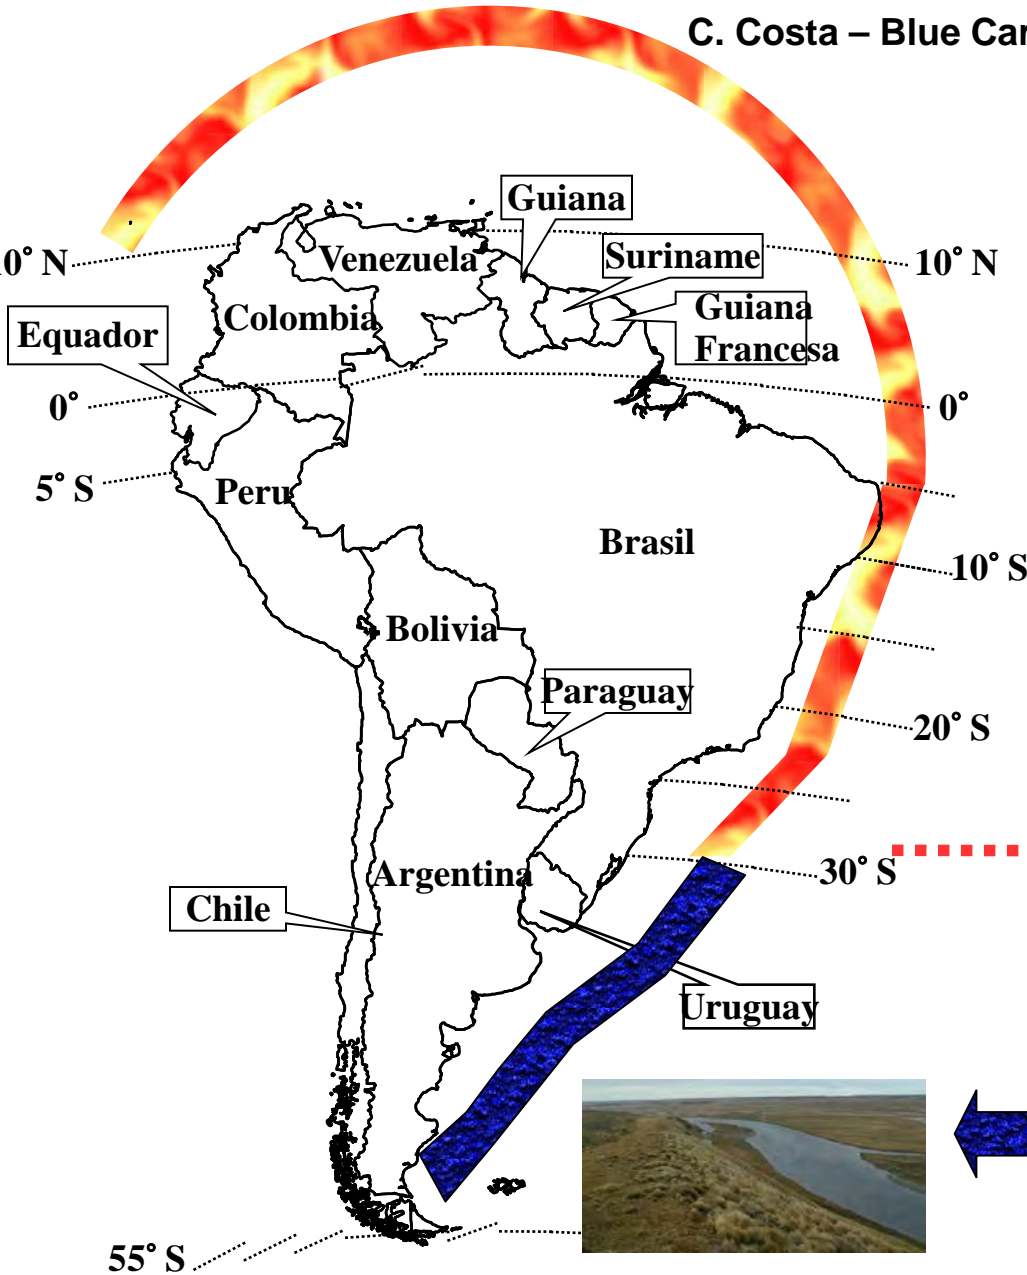 C. Costa – Blue Car
Guiana
Venezuela
Suriname
10° N
10° N
Colombia
Guiana
Francesa
Equador
0°
0°
5° S
Peru
Brasil
10° S
Bolivia
Paraguay
20° S
Argentina
30° S
Chile
Uruguay
55° S